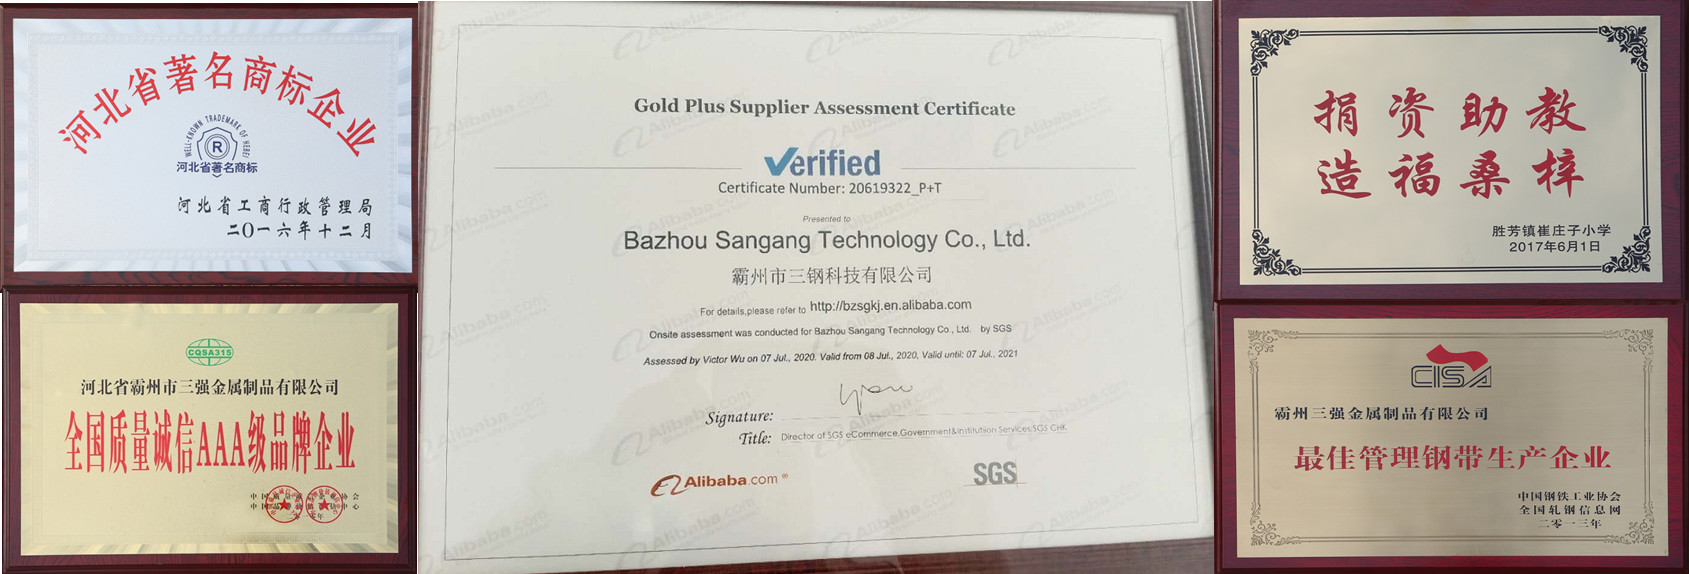 河北省著名商标企业
WELL-KNOWN TRADEMARK OF HEBEI
R
河北省著名商标
河北省工商行政管理局
二〇一六年十二月
CQSA315
河北省霸州市三强金属制品有限公司
全国质量诚信AAA级品牌企业
Gold Plus Supplier Assessment Certificate
Verified
Certificate Number: 20619322_P+T
Presented to
Bazhou Sangang Technology Co., Ltd.
霸州市三钢科技有限公司
For details,please refer to http://bzsgkj.en.alibaba.com
Onsite assessment was conducted for Bazhou Sangang Technology Co., Ltd. by SGS
Assessed by Victor Wu on 07 Jul., 2020. Valid from 08 Jul., 2020, Valid until: 07 Jul., 2021
Signature:
Title: Director of SGS eCommerce,Government&Institution Services,SGS CHK
Alibaba.com®
SGS
捐资助教
造福桑梓
胜芳镇崔庄子小学
2017年6月1日
CISA
霸州三强金属制品有限公司
最佳管理钢带生产企业
中国钢铁工业协会
全国轧钢信息网
二〇一三年